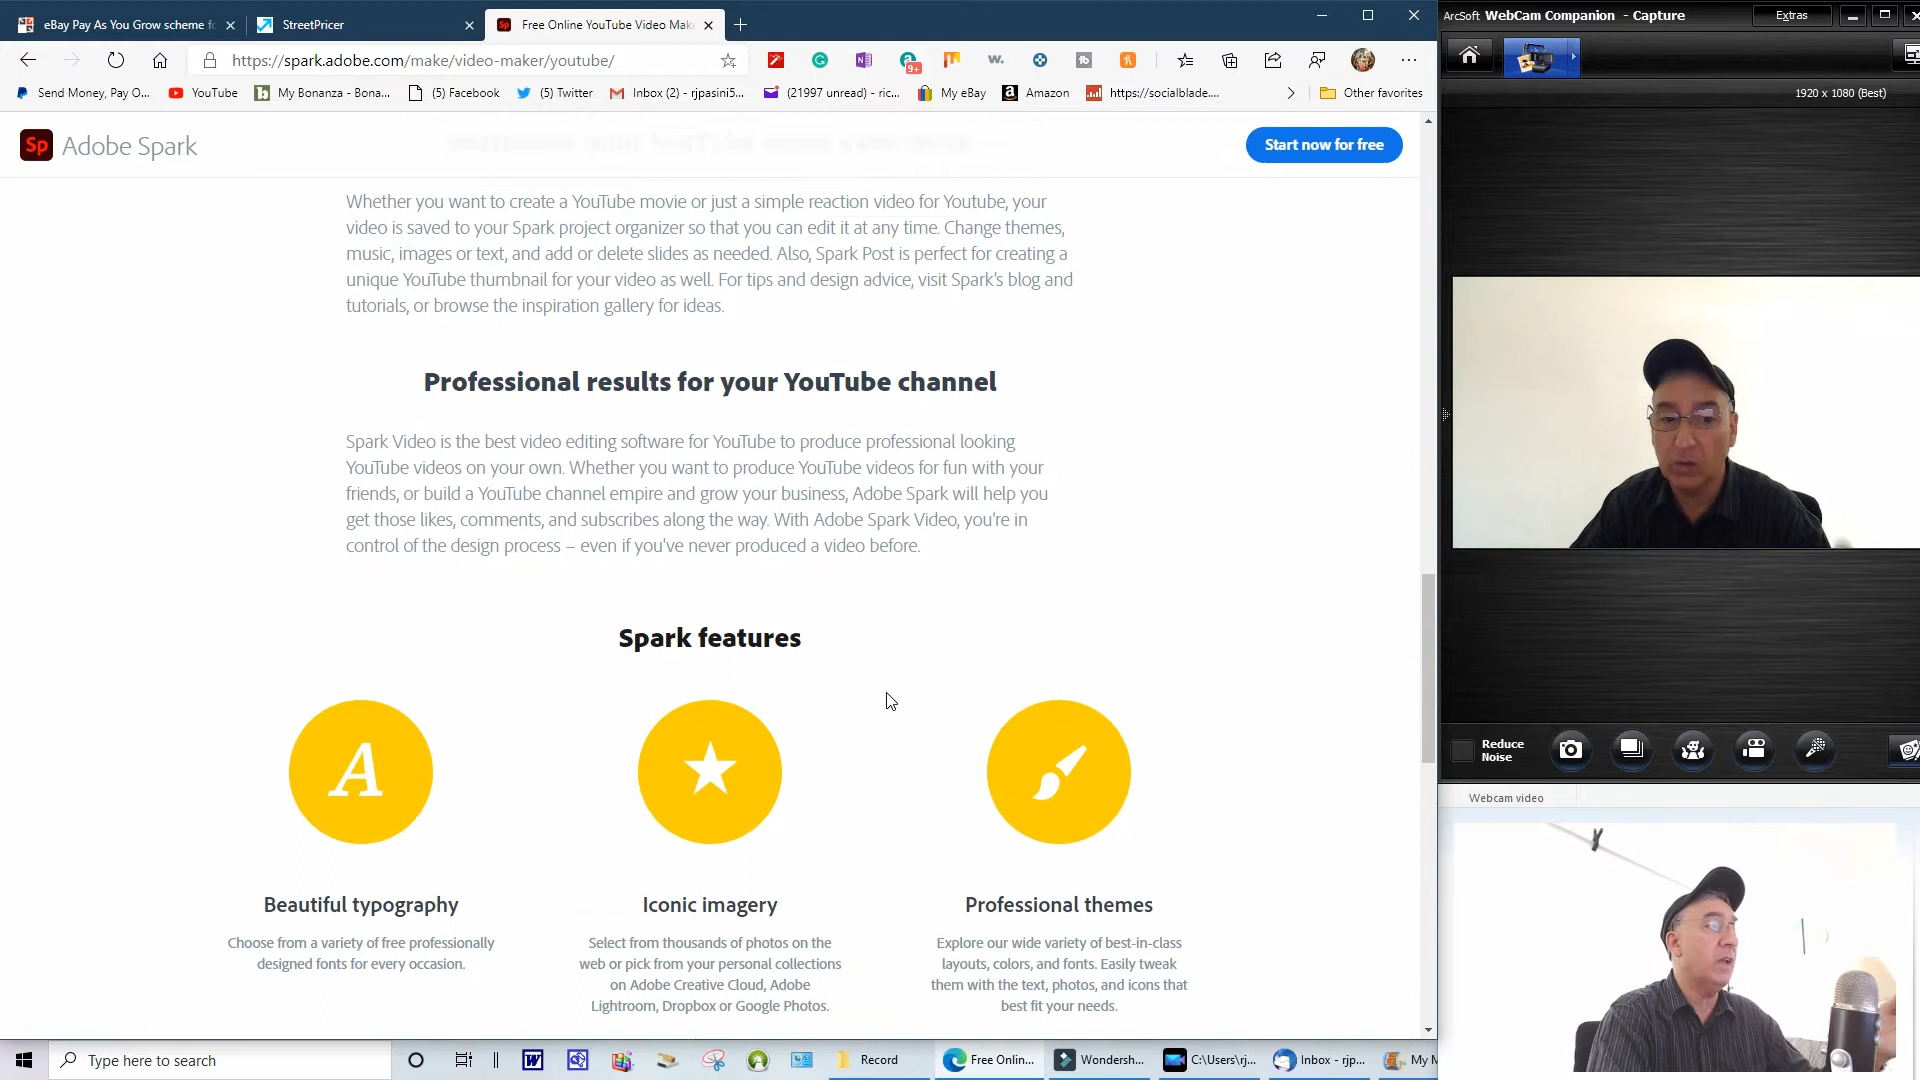 eBay Pay As You Grow scheme fo
StreetPricer
Free Online YouTube Video Make
ArcSoft WebCam Companion - Capture
Extras
https://spark.adobe.com/make/video-maker/youtube/
Send Money, Pay O...
YouTube
My Bonanza - Bona...
(5) Facebook
(5) Twitter
Inbox (2) - rjpasini5...
(21997 unread) - ric...
My eBay
Amazon
https://socialblade....
Other favorites
1920 x 1080 (Best)
Sp Adobe Spark
Start now for free
Whether you want to create a YouTube movie or just a simple reaction video for Youtube, your
video is saved to your Spark project organizer so that you can edit it at any time. Change themes,
music, images or text, and add or delete slides as needed. Also, Spark Post is perfect for creating a
unique YouTube thumbnail for your video as well. For tips and design advice, visit Spark's blog and
tutorials, or browse the inspiration gallery for ideas.
Professional results for your YouTube channel
Spark Video is the best video editing software for YouTube to produce professional looking
YouTube videos on your own. Whether you want to produce YouTube videos for fun with your
friends, or build a YouTube channel empire and grow your business, Adobe Spark will help you
get those likes, comments, and subscribes along the way. With Adobe Spark Video, you're in
control of the design process – even if you've never produced a video before.
Spark features
A
Beautiful typography
Choose from a variety of free professionally
designed fonts for every occasion.
Iconic imagery
Select from thousands of photos on the
web or pick from your personal collections
on Adobe Creative Cloud, Adobe
Lightroom, Dropbox or Google Photos.
Professional themes
Explore our wide variety of best-in-class
layouts, colors, and fonts. Easily tweak
them with the text, photos, and icons that
best fit your needs.
Reduce
Noise
Webcam video
Type here to search
Record
Free Onlin...
Wondersh...
C:\Users\rj...
Inbox - rjp...
My M